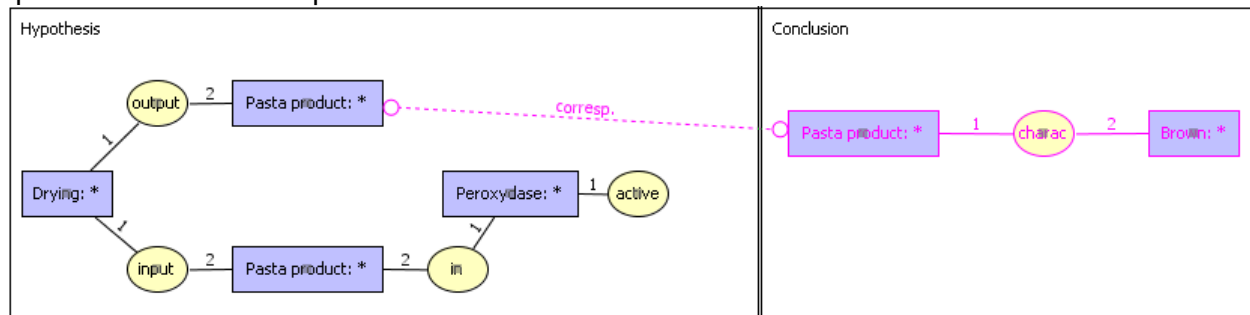 Hypothesis
Conclusion
output
2
Pasta product: *
corresp.
Pasta product: *
1
charac
2
Brown: *
1
Drying: *
Peroxydase: *
1
active
1
1
input
2
Pasta product: *
2
in